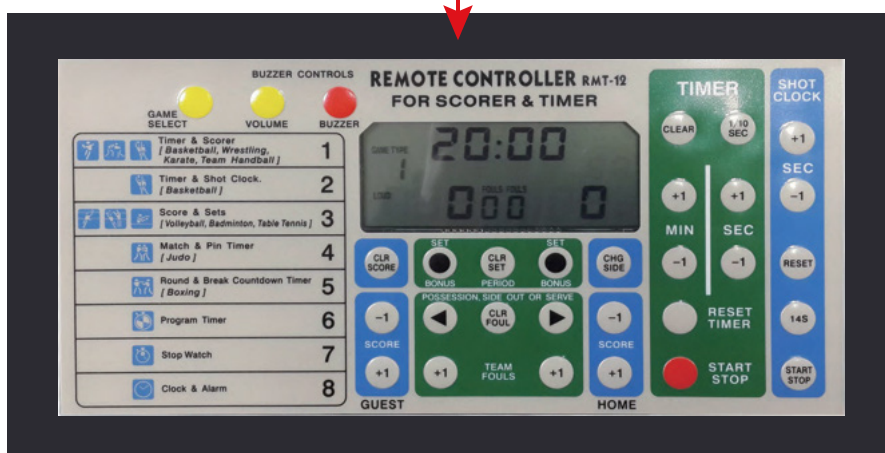 BUZZER CONTROLS
GAME SELECT
VOLUME
BUZZER
Timer & Scorer
[ Basketball, Wrestling,
Karate, Team Handball ]
1
Timer & Shot Clock.
[ Basketball ]
2
Score & Sets
[ Volleyball, Badminton, Table Tennis ]
3
Match & Pin Timer
[ Judo ]
4
Round & Break Countdown Timer
[ Boxing ]
5
Program Timer
6
Stop Watch
7
Clock & Alarm
8
REMOTE CONTROLLER RMT-12
FOR SCORER & TIMER
20:00
GAME TYPE
1
LOUD
FOULS FOULS
0 0 0 0
CLR SCORE
SET
BONUS
CLR SET
PERIOD
SET
BONUS
CHG SIDE
POSSESSION, SIDE OUT OR SERVE
-1
◀
CLR FOUL
▶
-1
SCORE
SCORE
+1
+1
TEAM FOULS
+1
+1
GUEST
HOME
TIMER
CLEAR
1/10 SEC
+1
+1
MIN
SEC
-1
-1
RESET TIMER
START STOP
SHOT CLOCK
+1
SEC
-1
RESET
14S
START STOP